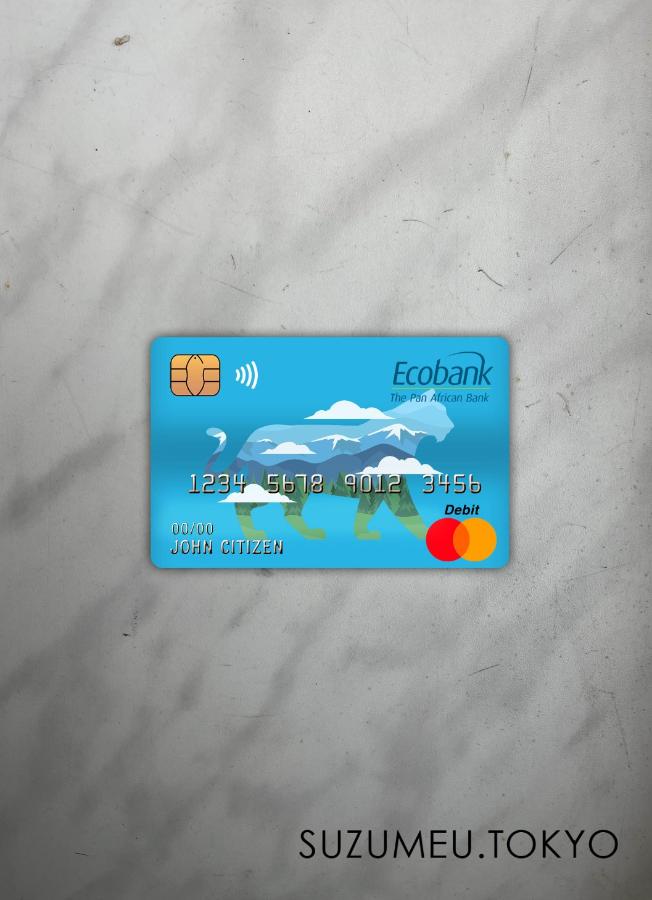 Ecobank
The Pan African Bank
1234 5678 9012 3456
Debit
00/00
JOHN CITIZEN
SUZUMEU.TOKYO